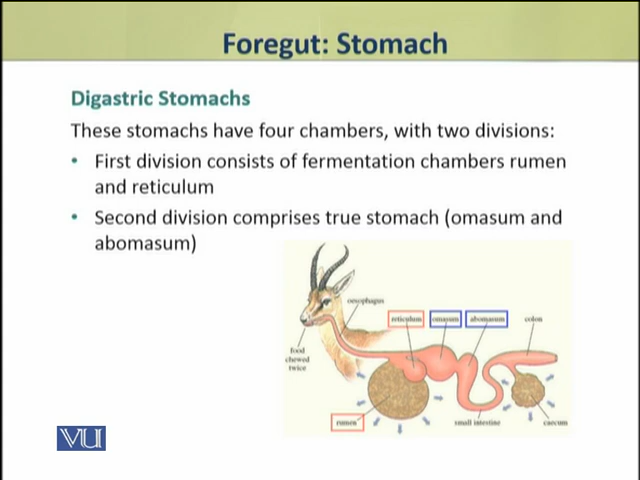 Foregut: Stomach
Digastric Stomachs
These stomachs have four chambers, with two divisions:
• First division consists of fermentation chambers rumen
and reticulum
• Second division comprises true stomach (omasum and
abomasum)
oesophagus
reticulum omasum abomasum colon
food
chewed
twice
rumen small intestine caecum
VU